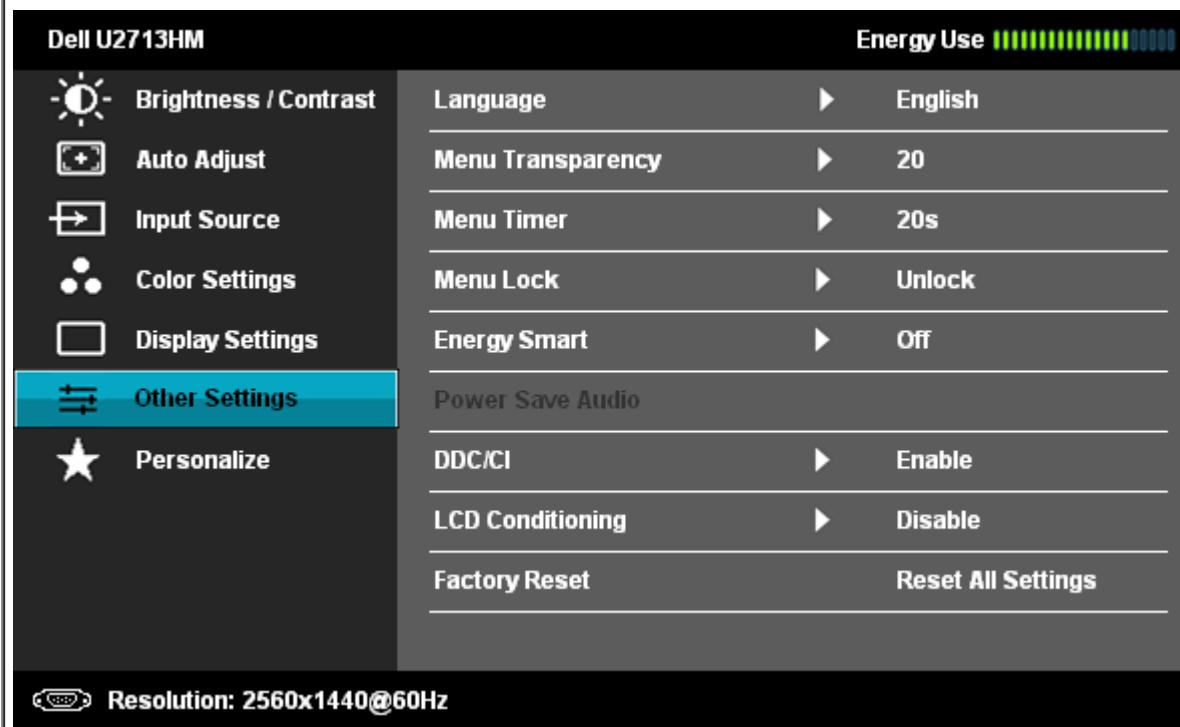 Dell U2713HM Energy Use
Brightness / Contrast Language English
Auto Adjust Menu Transparency 20
Input Source Menu Timer 20s
Color Settings Menu Lock Unlock
Display Settings Energy Smart Off
Other Settings Power Save Audio
Personalize DDC/CI Enable
LCD Conditioning Disable
Factory Reset Reset All Settings
Resolution: 2560x1440@60Hz